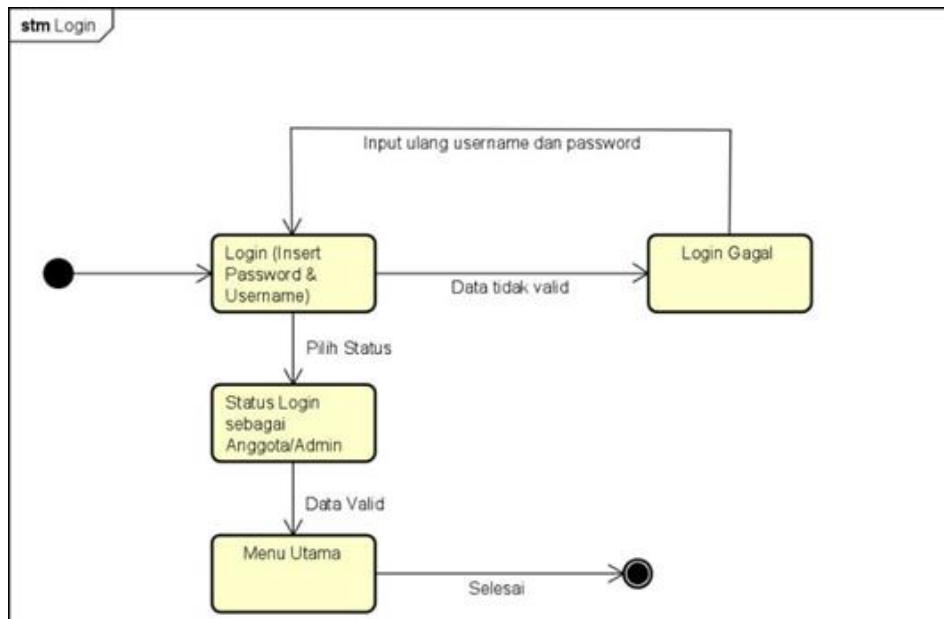 stm Login
Input ulang username dan password
Login (Insert
Password &
Username)
Login Gagal
Data tidak valid
Pilih Status
Status Login
sebagai
Anggota/Admin
Data Valid
Menu Utama
Selesai